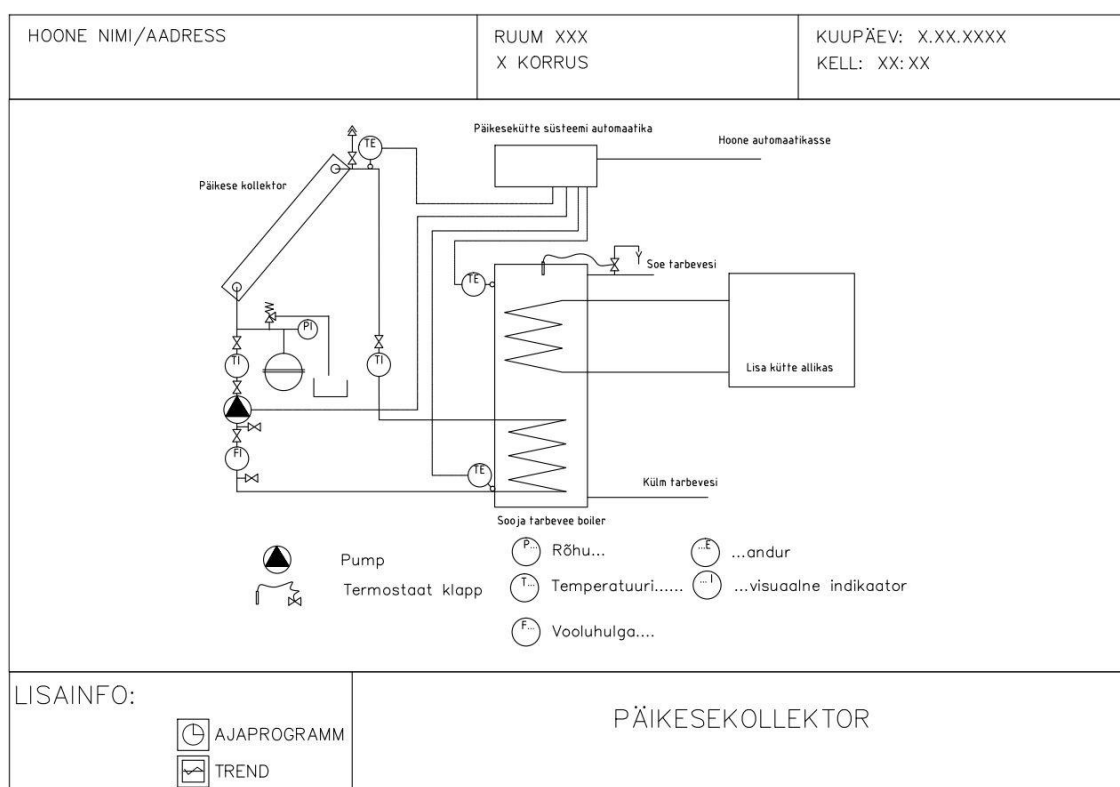 HOONE NIMI/AADRESS
RUUM XXX
X KORRUS
KUUPÄEV: X.XX.XXXX
KELL: XX:XX
Päikesekütte süsteemi automaatika
Hoone automaatikasse
TE
Päikese kollektor
TE
Soe tarbevesi
PI
TI
TI
Lisa kütte allikas
FI
TE
Külm tarbevesi
Sooja tarbevee boiler
Pump
Termostaat klapp
P...
Rõhu...
T...
Temperatuuri......
F...
Vooluhulga....
...E
...andur
...I
...visuaalne indikaator
LISAINFO:
AJAPROGRAMM
TREND
PÄIKESEKOLLEKTOR